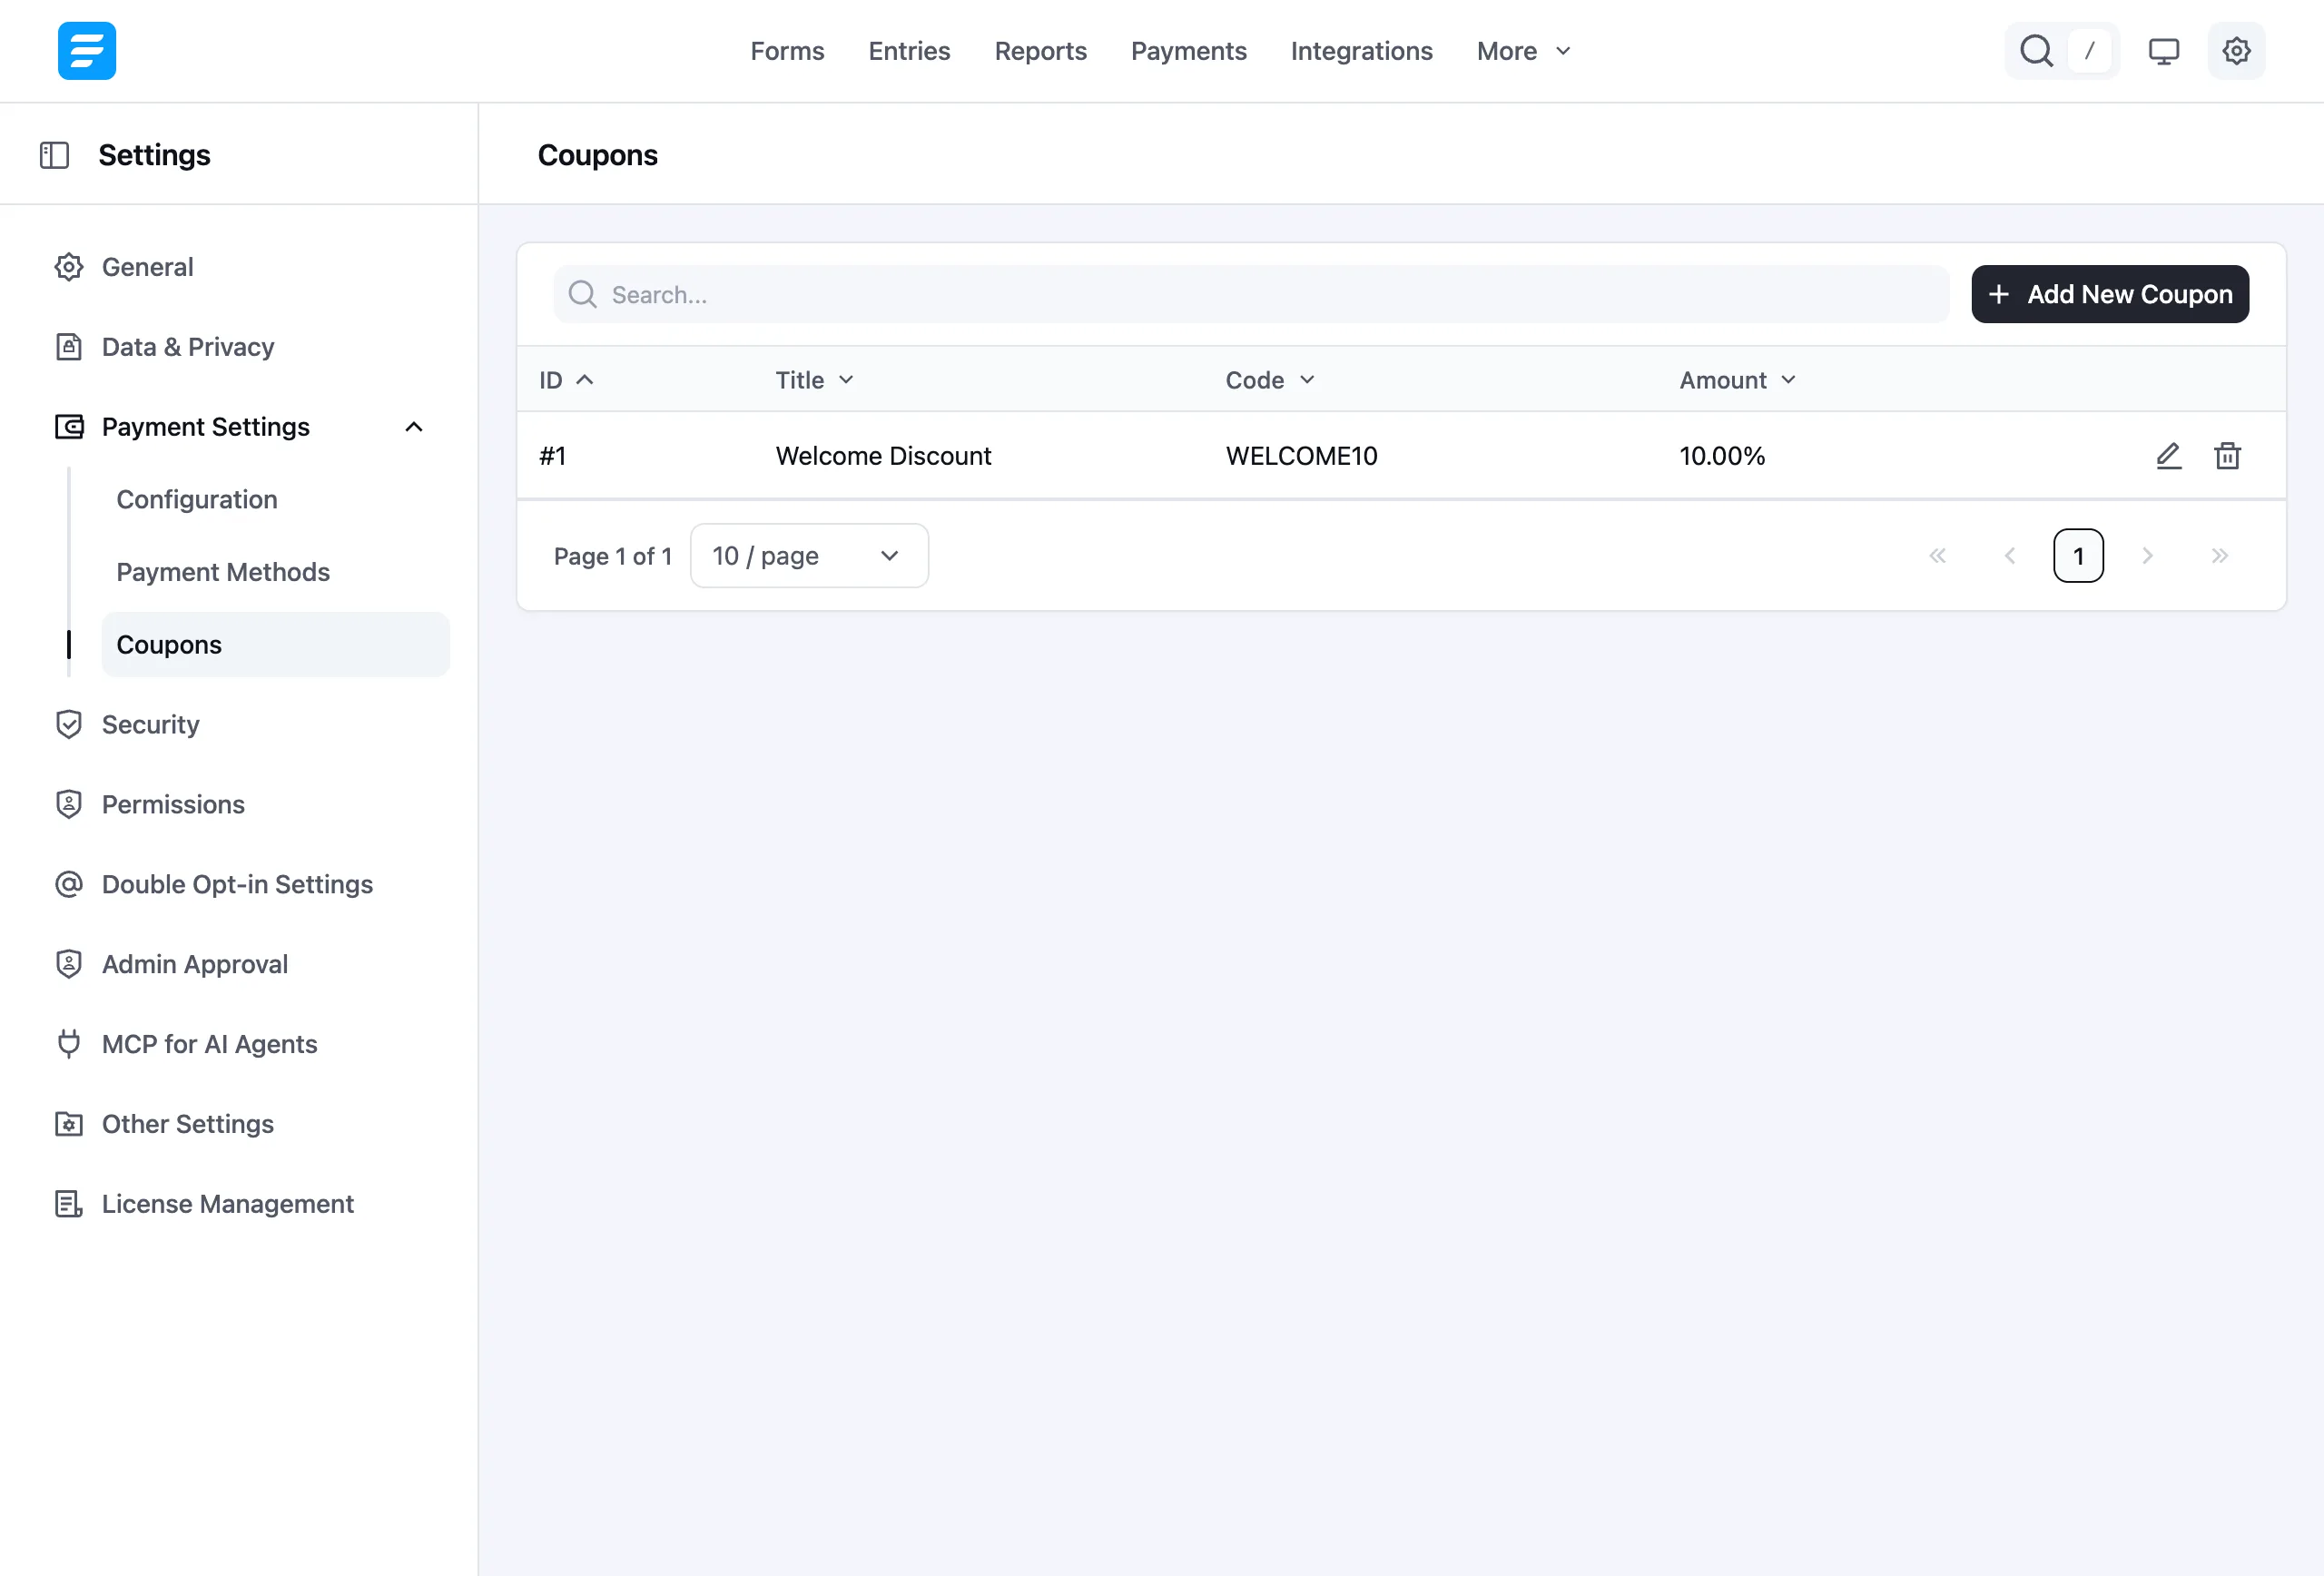 Forms Entries Reports Payments Integrations More /
Settings
Coupons
General
Data & Privacy
Payment Settings
Configuration
Payment Methods
Coupons
Security
Permissions
Double Opt-in Settings
Admin Approval
MCP for AI Agents
Other Settings
License Management
Search...
+ Add New Coupon
ID Title Code Amount
#1 Welcome Discount WELCOME10 10.00%
Page 1 of 1 10 / page 1